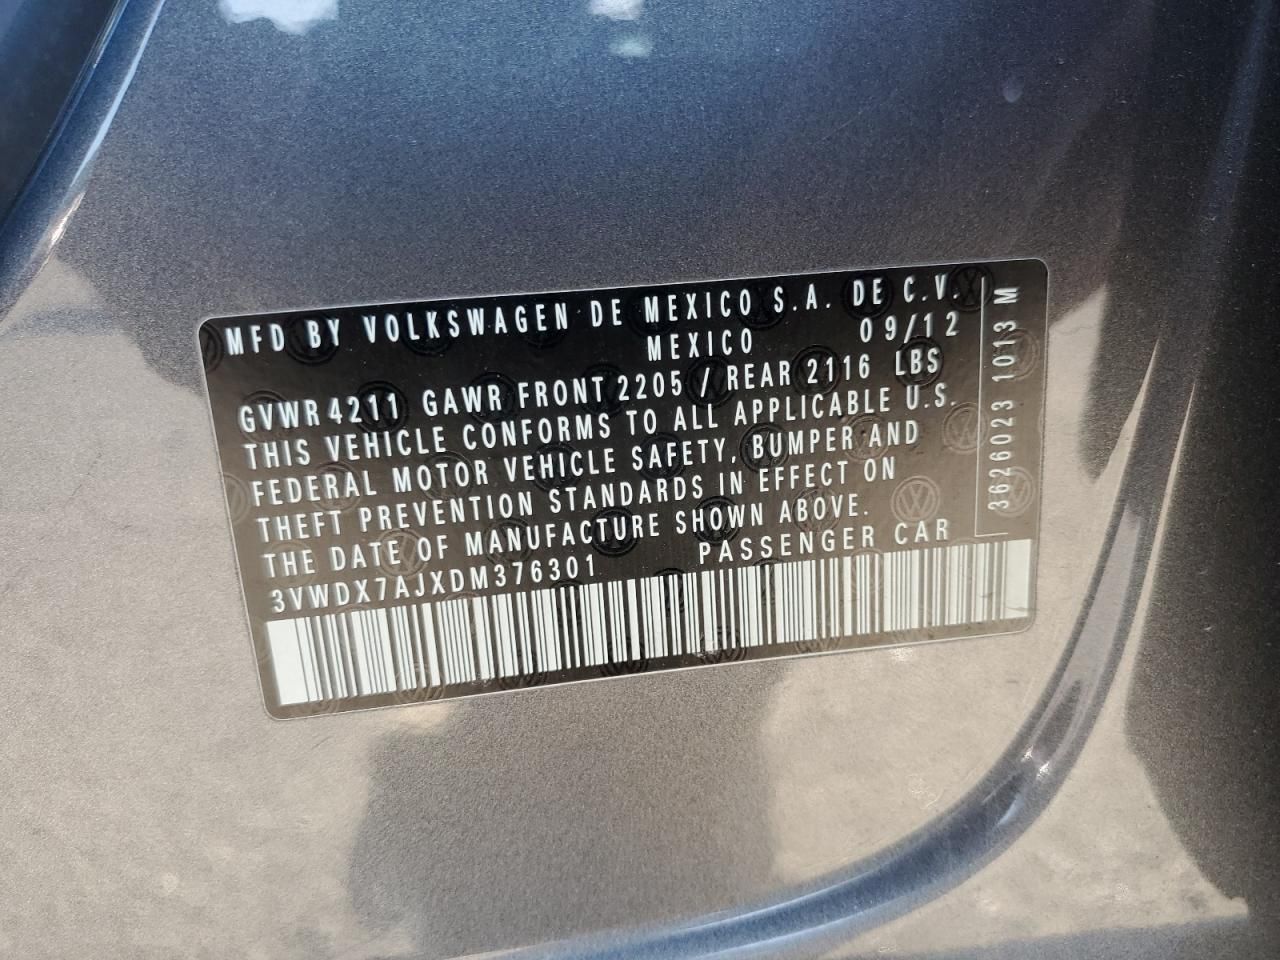 MFD BY VOLKSWAGEN DE MEXICO S.A. DE C.V.
MEXICO 09/12
GVWR 4211 GAWR FRONT 2205 / REAR 2116 LBS
THIS VEHICLE CONFORMS TO ALL APPLICABLE U.S.
FEDERAL MOTOR VEHICLE SAFETY, BUMPER AND
THEFT PREVENTION STANDARDS IN EFFECT ON
THE DATE OF MANUFACTURE SHOWN ABOVE.
3VWDX7AJXDM376301 PASSENGER CAR
3626023 1013 M